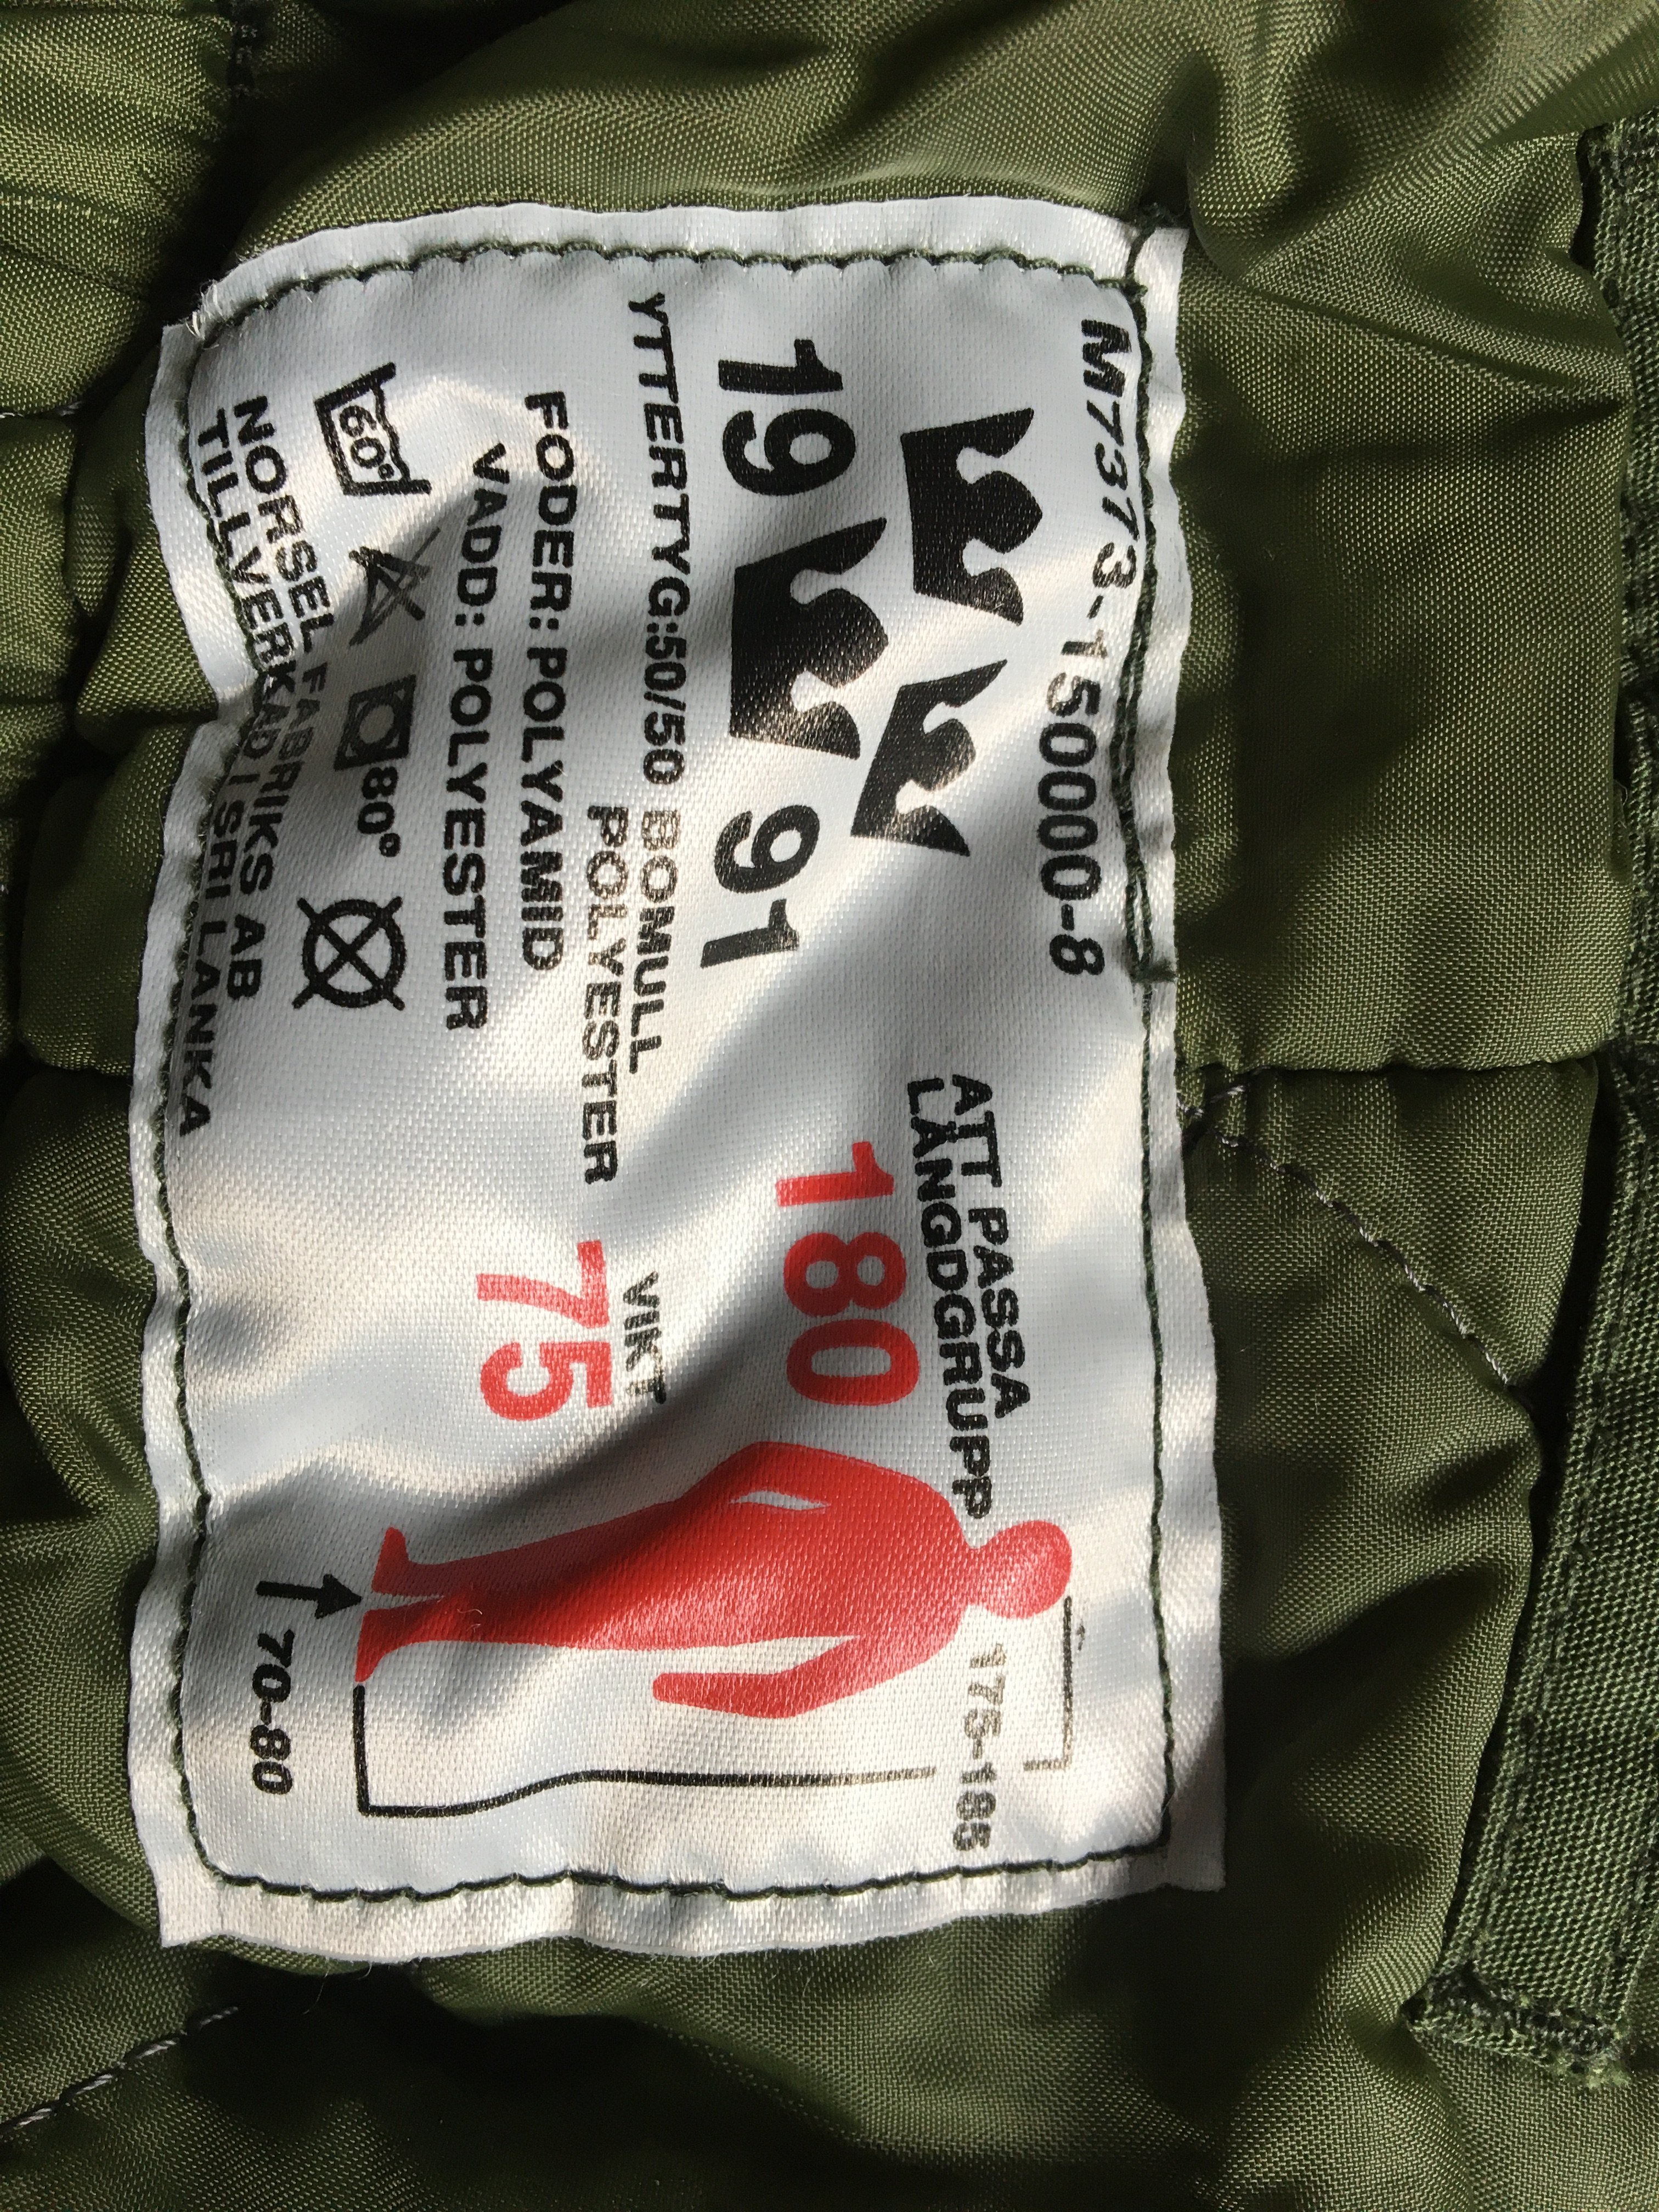 M7373-150000-8
19 91
YTTERTYG:50/50 BOMULL
POLYESTER
FODER: POLYAMID
VADD: POLYESTER
60°
80°
NORSEL FABRIKS AB
TILLVERKAD I SRI LANKA
ATT PASSA
LÄNGDGRUPP
180
VIKT
75
175-185
70-80